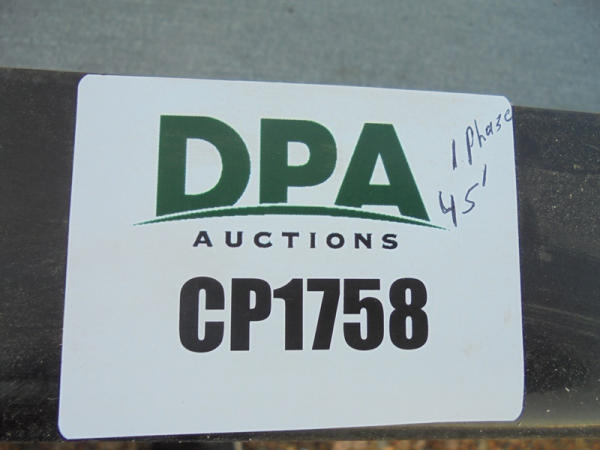 DPA
AUCTIONS
CP1758
1 Phase
45'